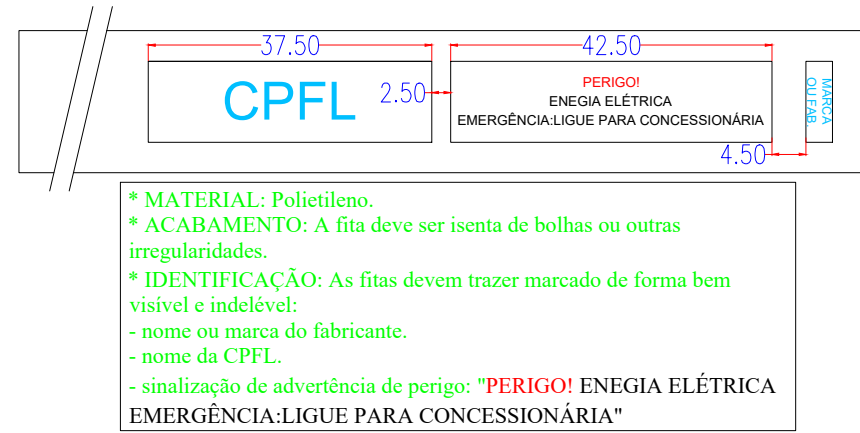 37.50
42.50
CPFL
2.50
PERIGO!
ENEGIA ELÉTRICA
EMERGÊNCIA:LIGUE PARA CONCESSIONÁRIA
MARCA
OU FAB.
4.50
* MATERIAL: Polietileno.
* ACABAMENTO: A fita deve ser isenta de bolhas ou outras
irregularidades.
* IDENTIFICAÇÃO: As fitas devem trazer marcado de forma bem
visível e indelével:
- nome ou marca do fabricante.
- nome da CPFL.
- sinalização de advertência de perigo: "PERIGO! ENEGIA ELÉTRICA
EMERGÊNCIA:LIGUE PARA CONCESSIONÁRIA"